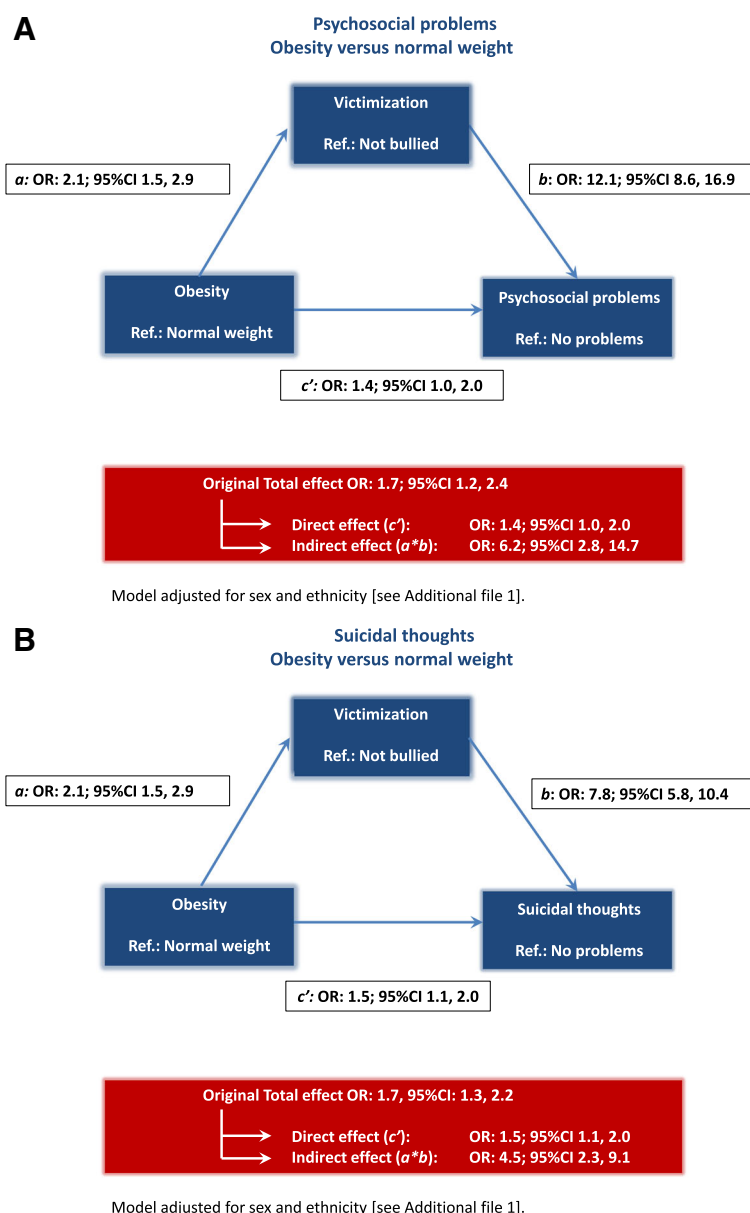 A
Psychosocial problems
Obesity versus normal weight
Victimization
Ref.: Not bullied
a: OR: 2.1; 95%CI 1.5, 2.9
b: OR: 12.1; 95%CI 8.6, 16.9
Obesity
Ref.: Normal weight
Psychosocial problems
Ref.: No problems
c’: OR: 1.4; 95%CI 1.0, 2.0
Original Total effect OR: 1.7; 95%CI 1.2, 2.4
Direct effect (c’): OR: 1.4; 95%CI 1.0, 2.0
Indirect effect (a*b): OR: 6.2; 95%CI 2.8, 14.7
Model adjusted for sex and ethnicity [see Additional file 1].
B
Suicidal thoughts
Obesity versus normal weight
Victimization
Ref.: Not bullied
a: OR: 2.1; 95%CI 1.5, 2.9
b: OR: 7.8; 95%CI 5.8, 10.4
Obesity
Ref.: Normal weight
Suicidal thoughts
Ref.: No problems
c’: OR: 1.5; 95%CI 1.1, 2.0
Original Total effect OR: 1.7, 95%CI: 1.3, 2.2
Direct effect (c’): OR: 1.5; 95%CI 1.1, 2.0
Indirect effect (a*b): OR: 4.5; 95%CI 2.3, 9.1
Model adjusted for sex and ethnicity [see Additional file 1].